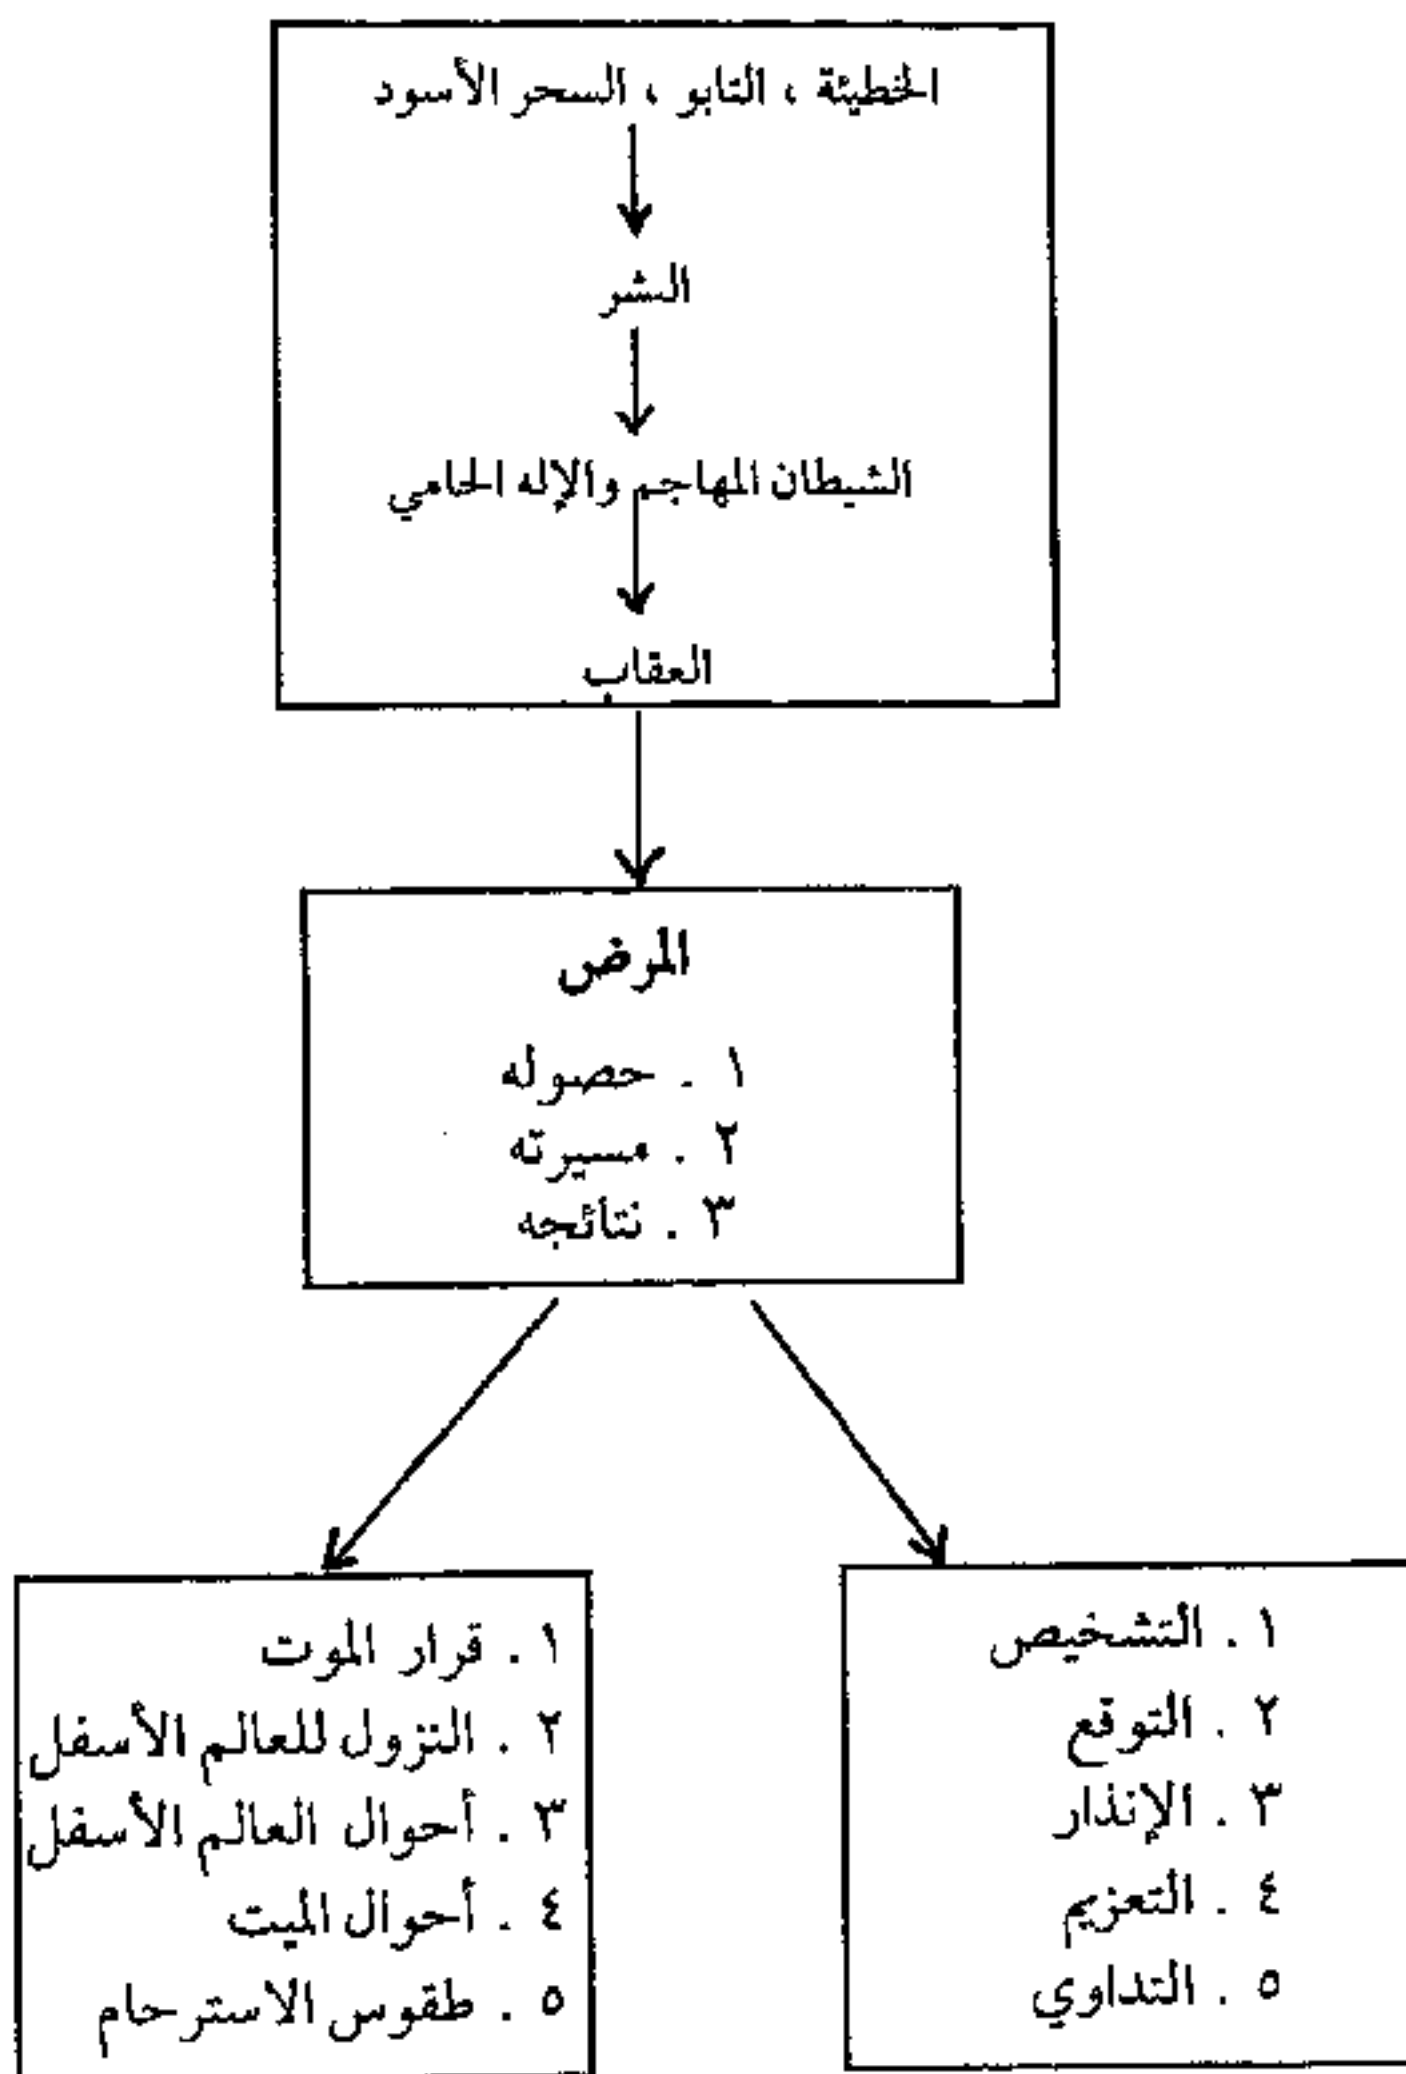 الخطيئة ، التابو ، السحر الأسود
الشر
الشيطان المهاجم والإله الحامي
العقاب
المرض
١ . حصوله
٢ . مسيرته
٣ . نتائجه
١ . التشخيص
٢ . التوقع
٣ . الإنذار
٤ . التعزيم
٥ . التداوي
١ . قرار الموت
٢ . النزول للعالم الأسفل
٣ . أحوال العالم الأسفل
٤ . أحوال الميت
٥ . طقوس الاسترحام